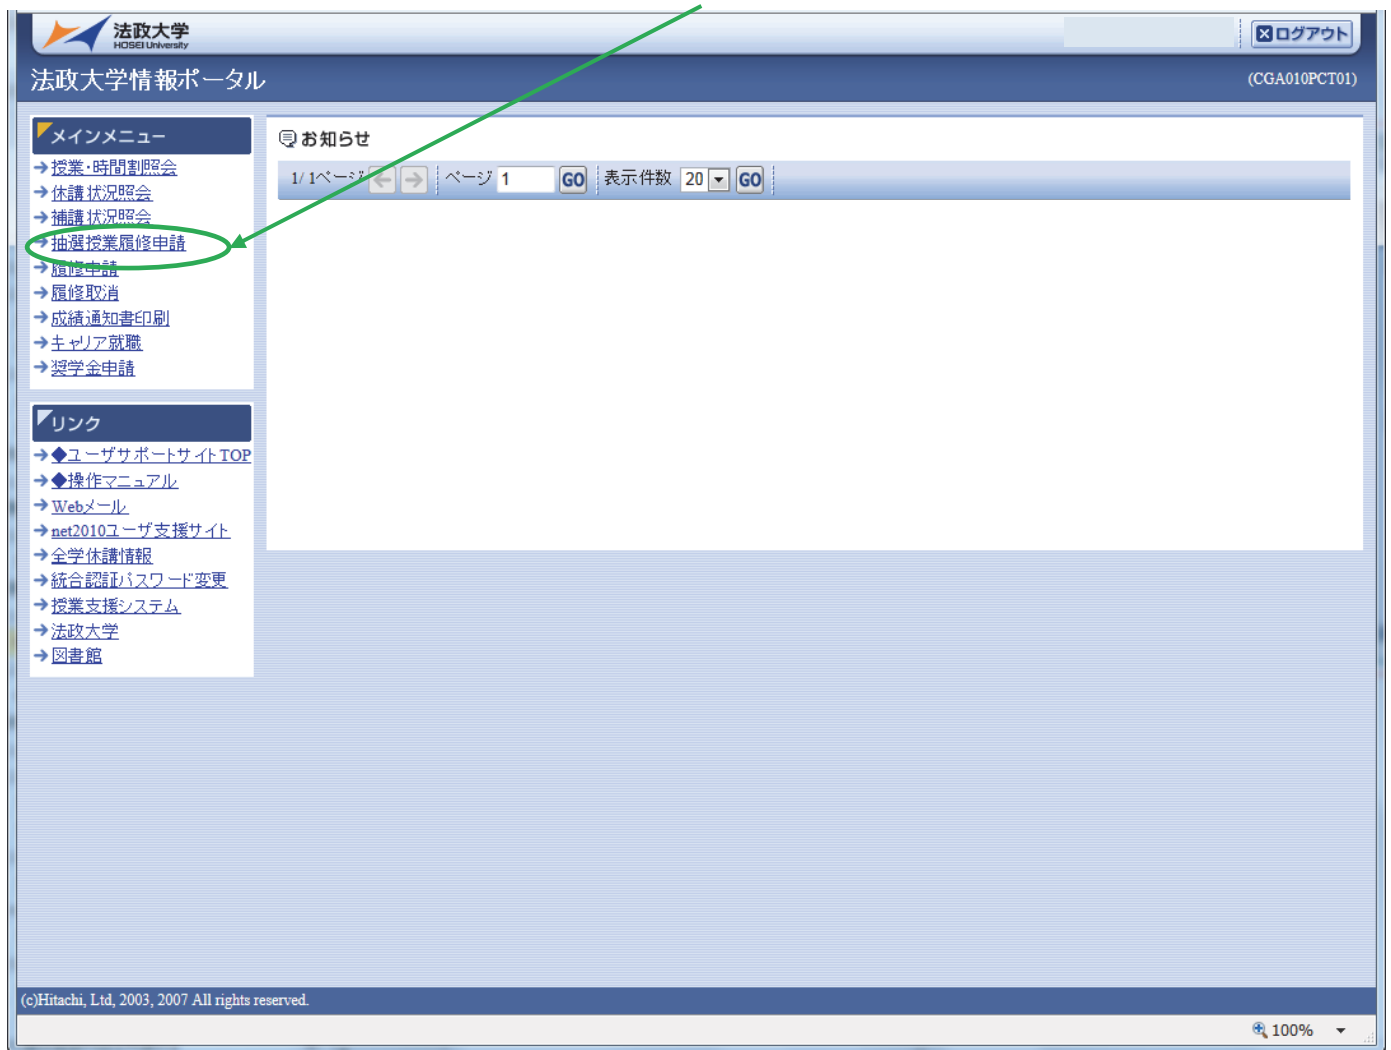 法政大学
HOSEI University
ログアウト
法政大学情報ポータル
(CGA010PCT01)
メインメニュー
授業・時間割照会
休講状況照会
補講状況照会
抽選授業履修申請
履修申請
履修取消
成績通知書印刷
キャリア就職
奨学金申請
お知らせ
1/ 1ページ ページ 1 GO 表示件数 20 GO
リンク
◆ユーザサポートサイトTOP
◆操作マニュアル
Webメール
net2010ユーザ支援サイト
全学休講情報
統合認証パスワード変更
授業支援システム
法政大学
図書館
(c)Hitachi, Ltd, 2003, 2007 All rights reserved.
100%